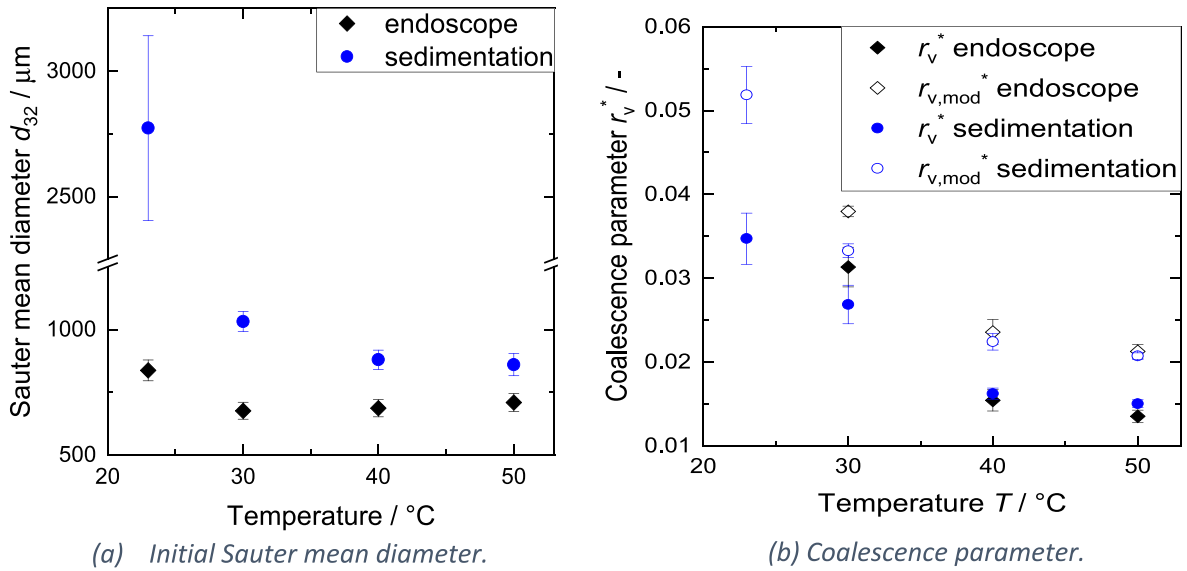 endoscope
sedimentation
3000
2500
1000
500
20
30
40
50
Sauter mean diameter d32 / μm
Temperature / °C
(a) Initial Sauter mean diameter.
rv* endoscope
rv,mod* endoscope
rv* sedimentation
rv,mod* sedimentation
0.06
0.05
0.04
0.03
0.02
0.01
20
30
40
50
Coalescence parameter rv* / -
Temperature T / °C
(b) Coalescence parameter.